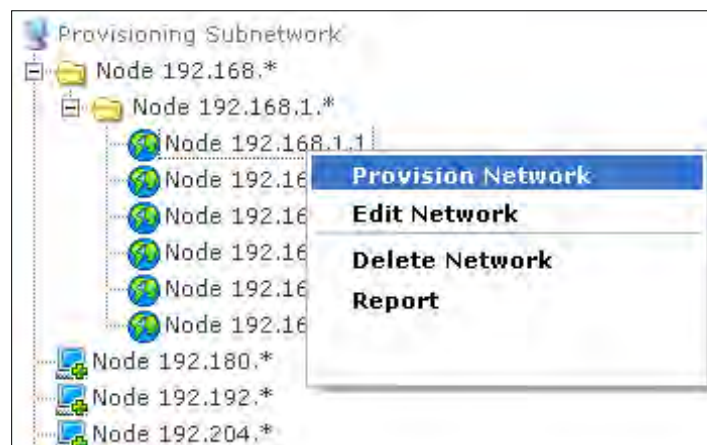 Provisioning Subnetwork
Node 192.168.*
Node 192.168.1.*
Node 192.168.1.1
Provision Network
Node 192.16
Edit Network
Node 192.16
Delete Network
Node 192.16
Report
Node 192.16
Node 192.16
Node 192.180.*
Node 192.192.*
Node 192.204.*